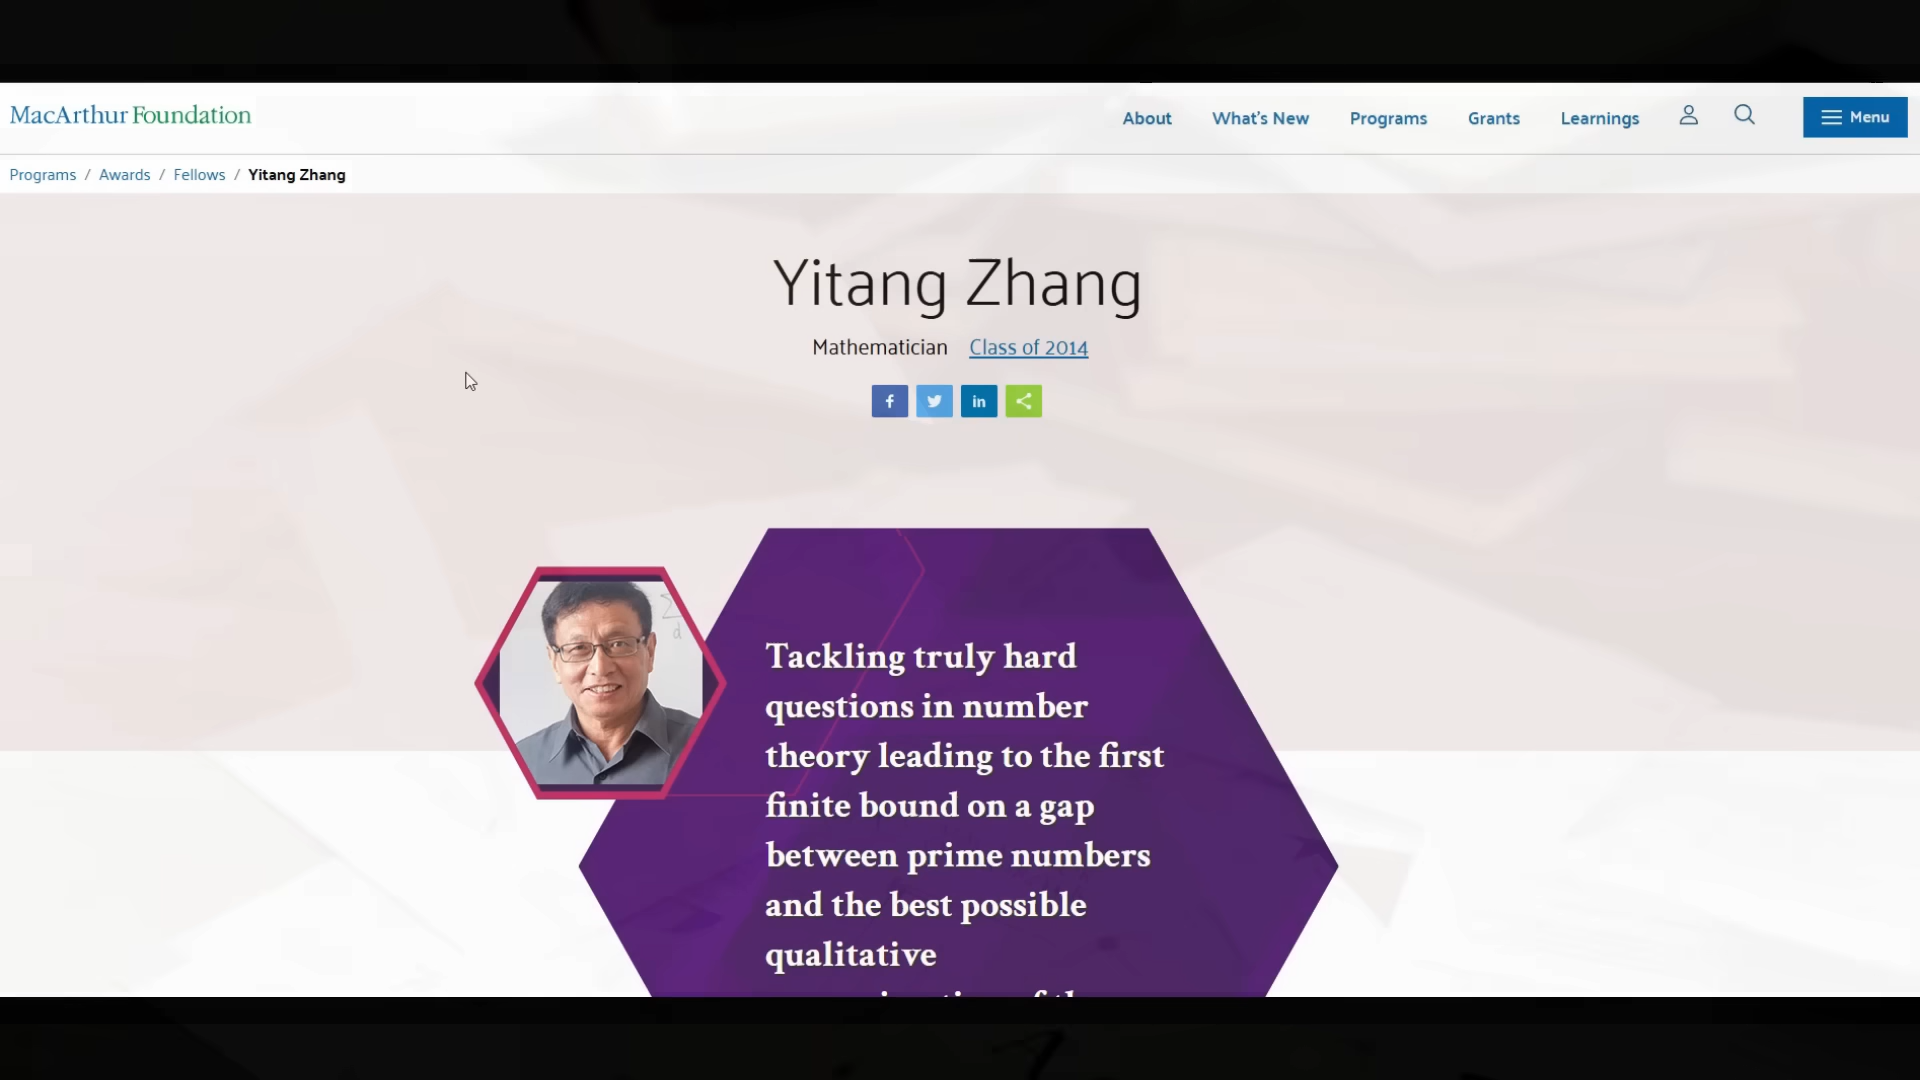 MacArthur Foundation
About What's New Programs Grants Learnings Menu
Programs / Awards / Fellows / Yitang Zhang
Yitang Zhang
Mathematician Class of 2014
f in
Σ
d
Tackling truly hard
questions in number
theory leading to the first
finite bound on a gap
between prime numbers
and the best possible
qualitative